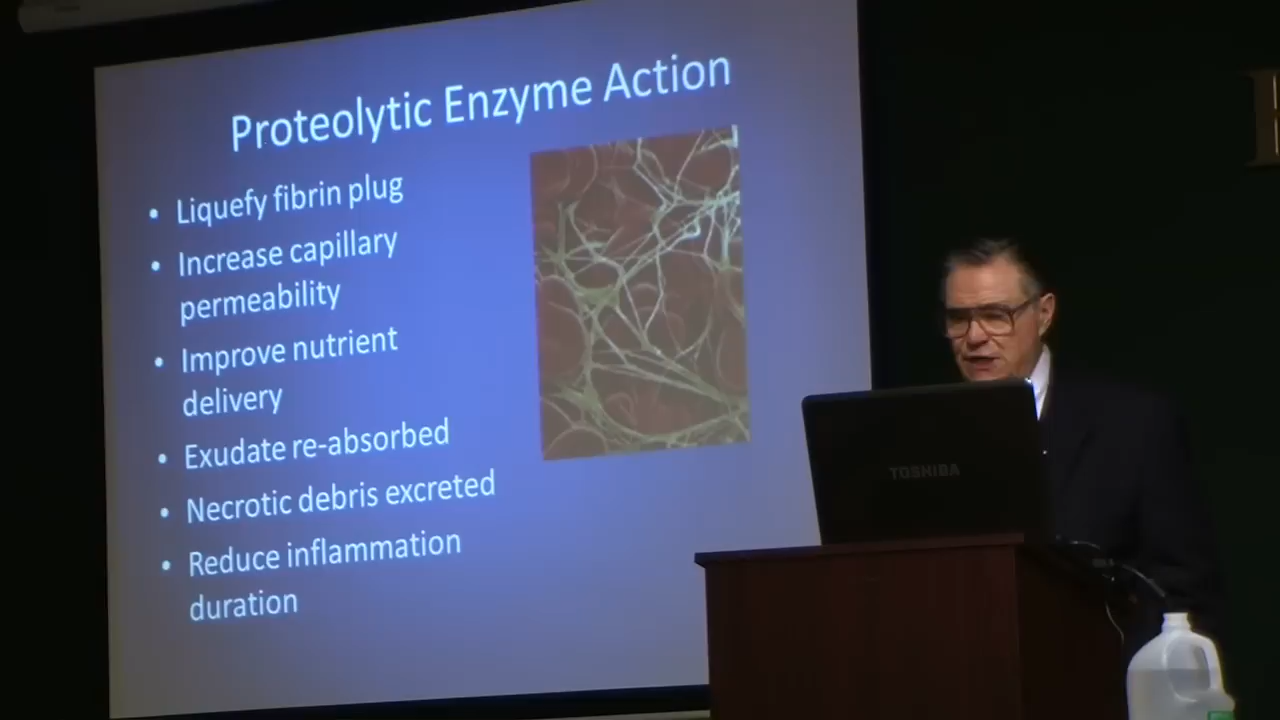 Proteolytic Enzyme Action
• Liquefy fibrin plug
• Increase capillary
permeability
• Improve nutrient
delivery
• Exudate re-absorbed
• Necrotic debris excreted
• Reduce inflammation
duration
TOSHIBA